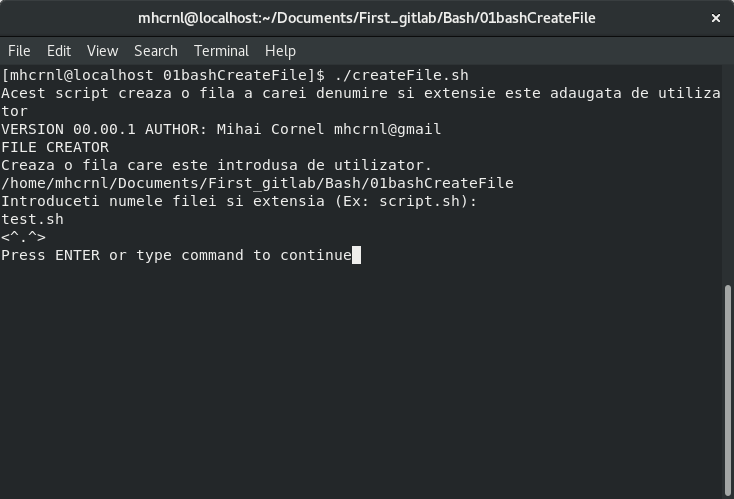 mhcrnl@localhost:~/Documents/First_gitlab/Bash/01bashCreateFile
File Edit View Search Terminal Help
[mhcrnl@localhost 01bashCreateFile]$ ./createFile.sh
Acest script creaza o fila a carei denumire si extensie este adaugata de utiliza
tor
VERSION 00.00.1 AUTHOR: Mihai Cornel mhcrnl@gmail
FILE CREATOR
Creaza o fila care este introdusa de utilizator.
/home/mhcrnl/Documents/First_gitlab/Bash/01bashCreateFile
Introduceti numele filei si extensia (Ex: script.sh):
test.sh
<^.^>
Press ENTER or type command to continue